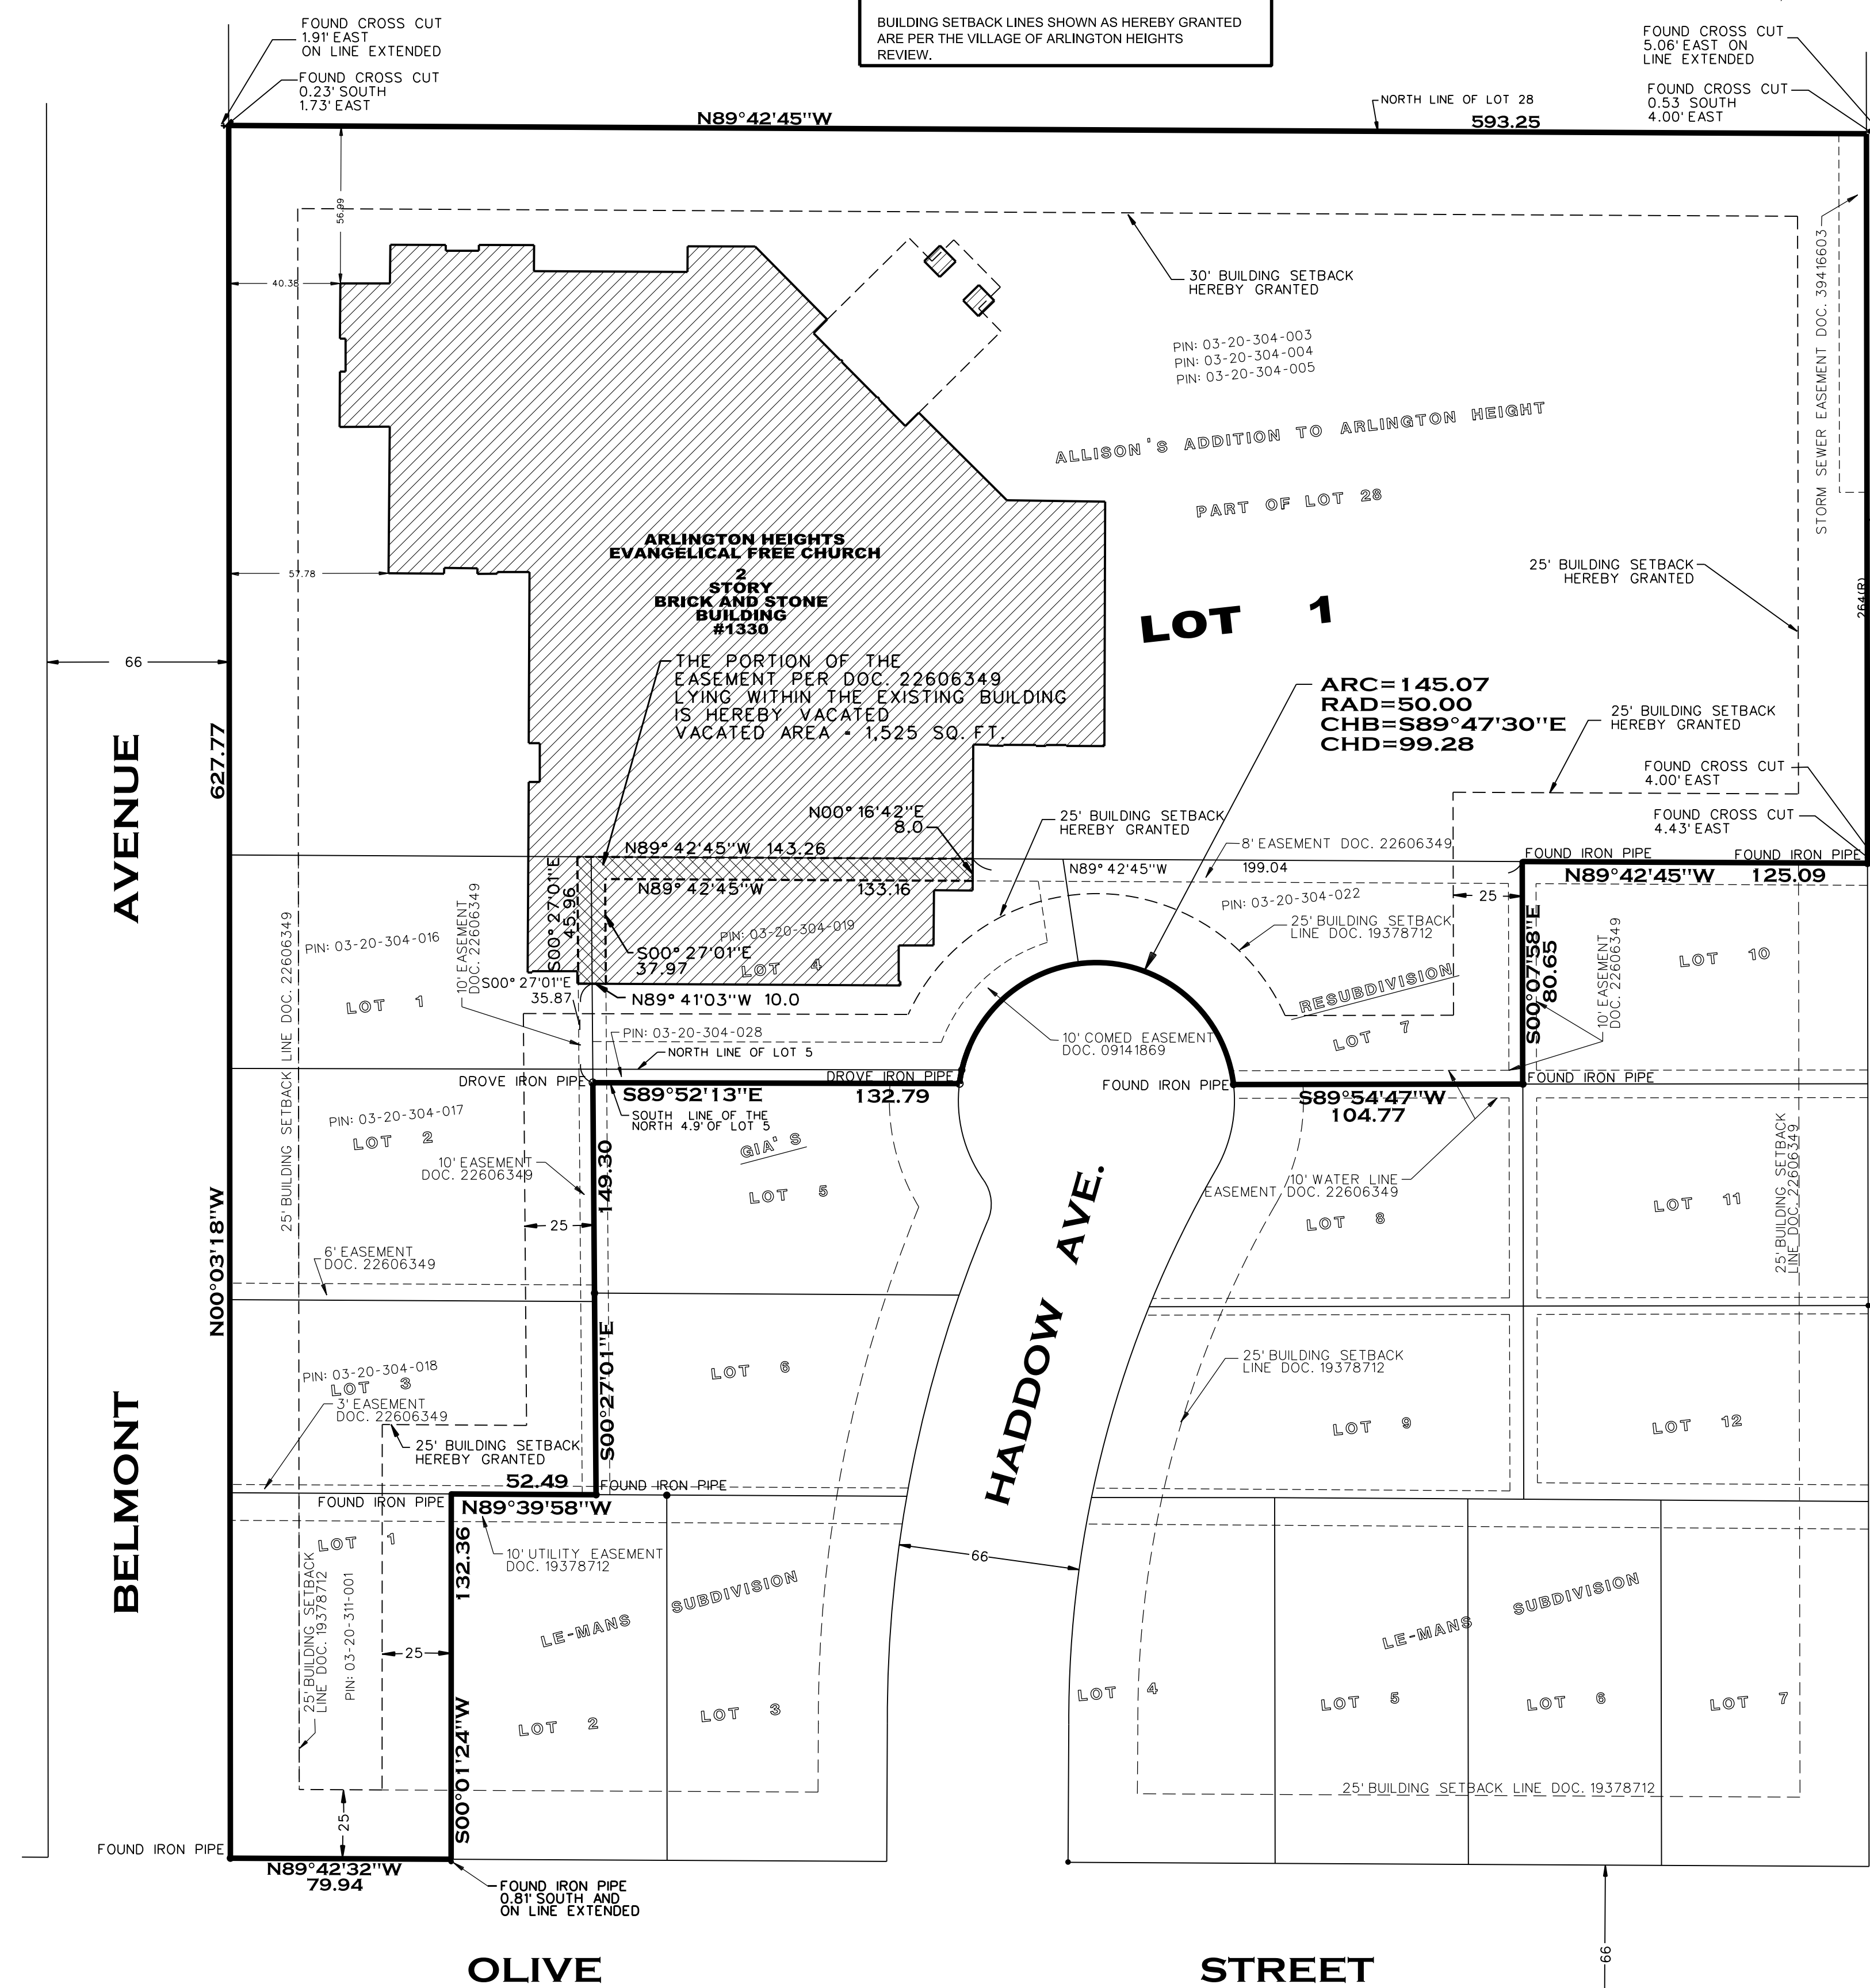 BUILDING SETBACK LINES SHOWN AS HEREBY GRANTED
ARE PER THE VILLAGE OF ARLINGTON HEIGHTS
REVIEW.
FOUND CROSS CUT
1.91' EAST
ON LINE EXTENDED
FOUND CROSS CUT
0.23' SOUTH
1.73' EAST
FOUND CROSS CUT
5.06' EAST ON
LINE EXTENDED
FOUND CROSS CUT
0.53 SOUTH
4.00' EAST
N89°42'45"W
NORTH LINE OF LOT 28
593.25
56.99
40.38
57.78
66
30' BUILDING SETBACK
HEREBY GRANTED
PIN: 03-20-304-003
PIN: 03-20-304-004
PIN: 03-20-304-005
ALLISON'S ADDITION TO ARLINGTON HEIGHT
PART OF LOT 28
STORM SEWER EASEMENT DOC. 39416603
25' BUILDING SETBACK
HEREBY GRANTED
264(R)
ARLINGTON HEIGHTS
EVANGELICAL FREE CHURCH
2
STORY
BRICK AND STONE
BUILDING
#1330
LOT 1
THE PORTION OF THE
EASEMENT PER DOC. 22606349
LYING WITHIN THE EXISTING BUILDING
IS HEREBY VACATED
VACATED AREA = 1,525 SQ. FT.
ARC=145.07
RAD=50.00
CHB=S89°47'30"E
CHD=99.28
25' BUILDING SETBACK
HEREBY GRANTED
FOUND CROSS CUT
4.00' EAST
FOUND CROSS CUT
4.43' EAST
627.77
AVENUE
N00°16'42"E
8.0
25' BUILDING SETBACK
HEREBY GRANTED
8' EASEMENT DOC. 22606349
N89°42'45"W 143.26
N89°42'45"W 133.16
N89°42'45"W 199.04
FOUND IRON PIPE
FOUND IRON PIPE
N89°42'45"W 125.09
S00°27'01"E
45.96
10' EASEMENT
DOC. 22606349
PIN: 03-20-304-016
LOT 1
25' BUILDING SETBACK LINE DOC. 22606349
S00°27'01"E
35.87
PIN: 03-20-304-019
S00°27'01"E
37.97
LOT 4
N89°41'03"W 10.0
PIN: 03-20-304-022
25' BUILDING SETBACK
LINE DOC. 19378712
25
RESUBDIVISION
LOT 7
S00°07'58"E
80.65
10' EASEMENT
DOC. 22606349
LOT 10
PIN: 03-20-304-028
NORTH LINE OF LOT 5
10' COMED EASEMENT
DOC. 09141869
DROVE IRON PIPE
DROVE IRON PIPE
FOUND IRON PIPE
FOUND IRON PIPE
S89°52'13"E 132.79
SOUTH LINE OF THE
NORTH 4.9' OF LOT 5
S89°54'47"W
104.77
PIN: 03-20-304-017
LOT 2
10' EASEMENT
DOC. 22606349
149.30
GIA'S
LOT 5
25
10' WATER LINE
EASEMENT DOC. 22606349
LOT 8
LOT 11
25' BUILDING SETBACK
LINE DOC. 22606349
6' EASEMENT
DOC. 22606349
N00°03'18"W
HADDOW AVE.
PIN: 03-20-304-018
LOT 3
3' EASEMENT
DOC. 22606349
25' BUILDING SETBACK
HEREBY GRANTED
S00°27'01"E
LOT 6
25' BUILDING SETBACK
LINE DOC. 19378712
LOT 9
LOT 12
BELMONT
52.49
FOUND IRON PIPE
FOUND IRON PIPE
N89°39'58"W
10' UTILITY EASEMENT
DOC. 19378712
LOT 1
25' BUILDING SETBACK
LINE DOC. 19378712
PIN: 03-20-311-001
132.36
25
66
LE-MANS SUBDIVISION
LE-MANS SUBDIVISION
LOT 2
LOT 3
LOT 4
LOT 5
LOT 6
LOT 7
S00°01'24"W
25' BUILDING SETBACK LINE DOC. 19378712
25
FOUND IRON PIPE
N89°42'32"W
79.94
FOUND IRON PIPE
0.81' SOUTH AND
ON LINE EXTENDED
66
OLIVE STREET